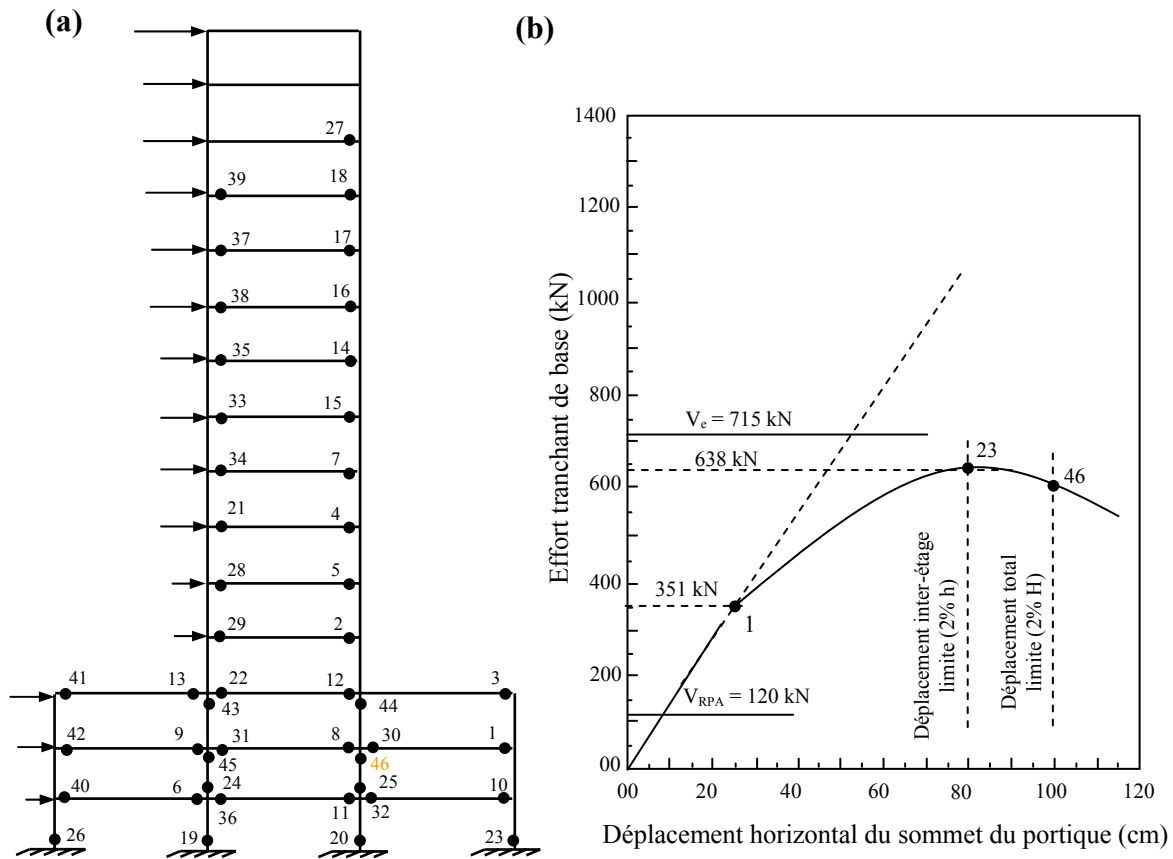 (a)
27
39 18
37 17
38 16
35 14
33 15
34 7
21 4
28 5
29 2
41 13 22 12 3
43 44
42 9 31 8 30 1
45 46
24 25
40 6 36 11 32 10
26 19 20 23
(b)
1400
1200
1000
800
600
400
200
00
Effort tranchant de base (kN)
V_e = 715 kN
638 kN
23
46
351 kN
1
V_RPA = 120 kN
Déplacement inter-étage
limite (2% h)
Déplacement total
limite (2% H)
00 20 40 60 80 100 120
Déplacement horizontal du sommet du portique (cm)